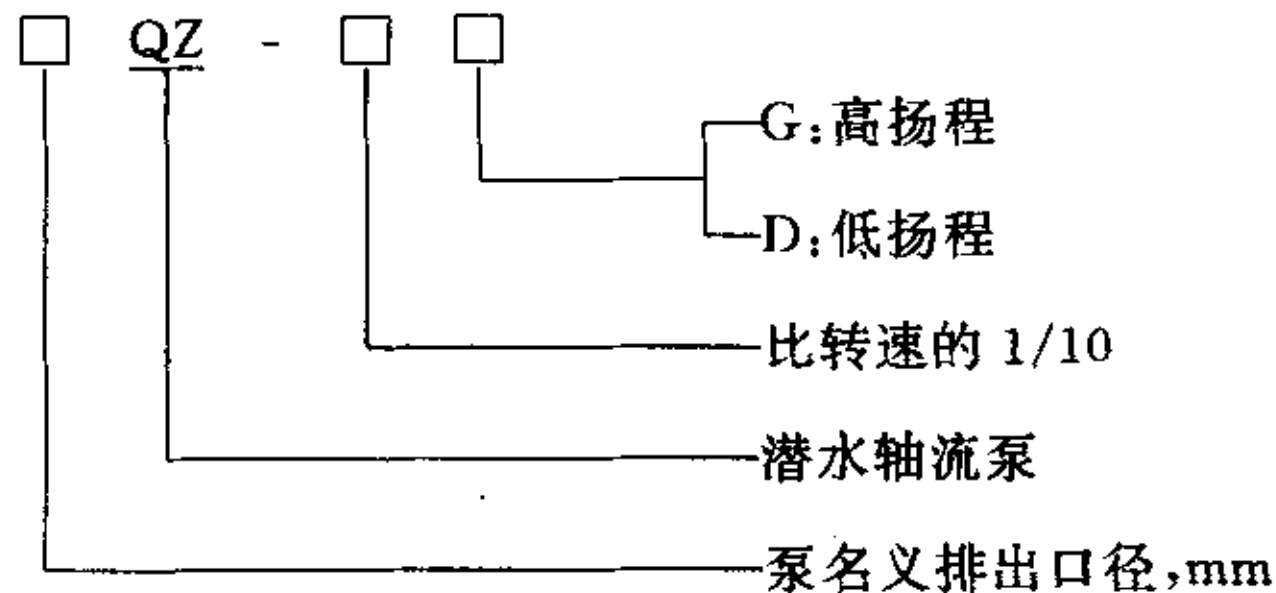 □ QZ - □ □
G:高扬程
D:低扬程
比转速的 1/10
潜水轴流泵
泵名义排出口径,mm